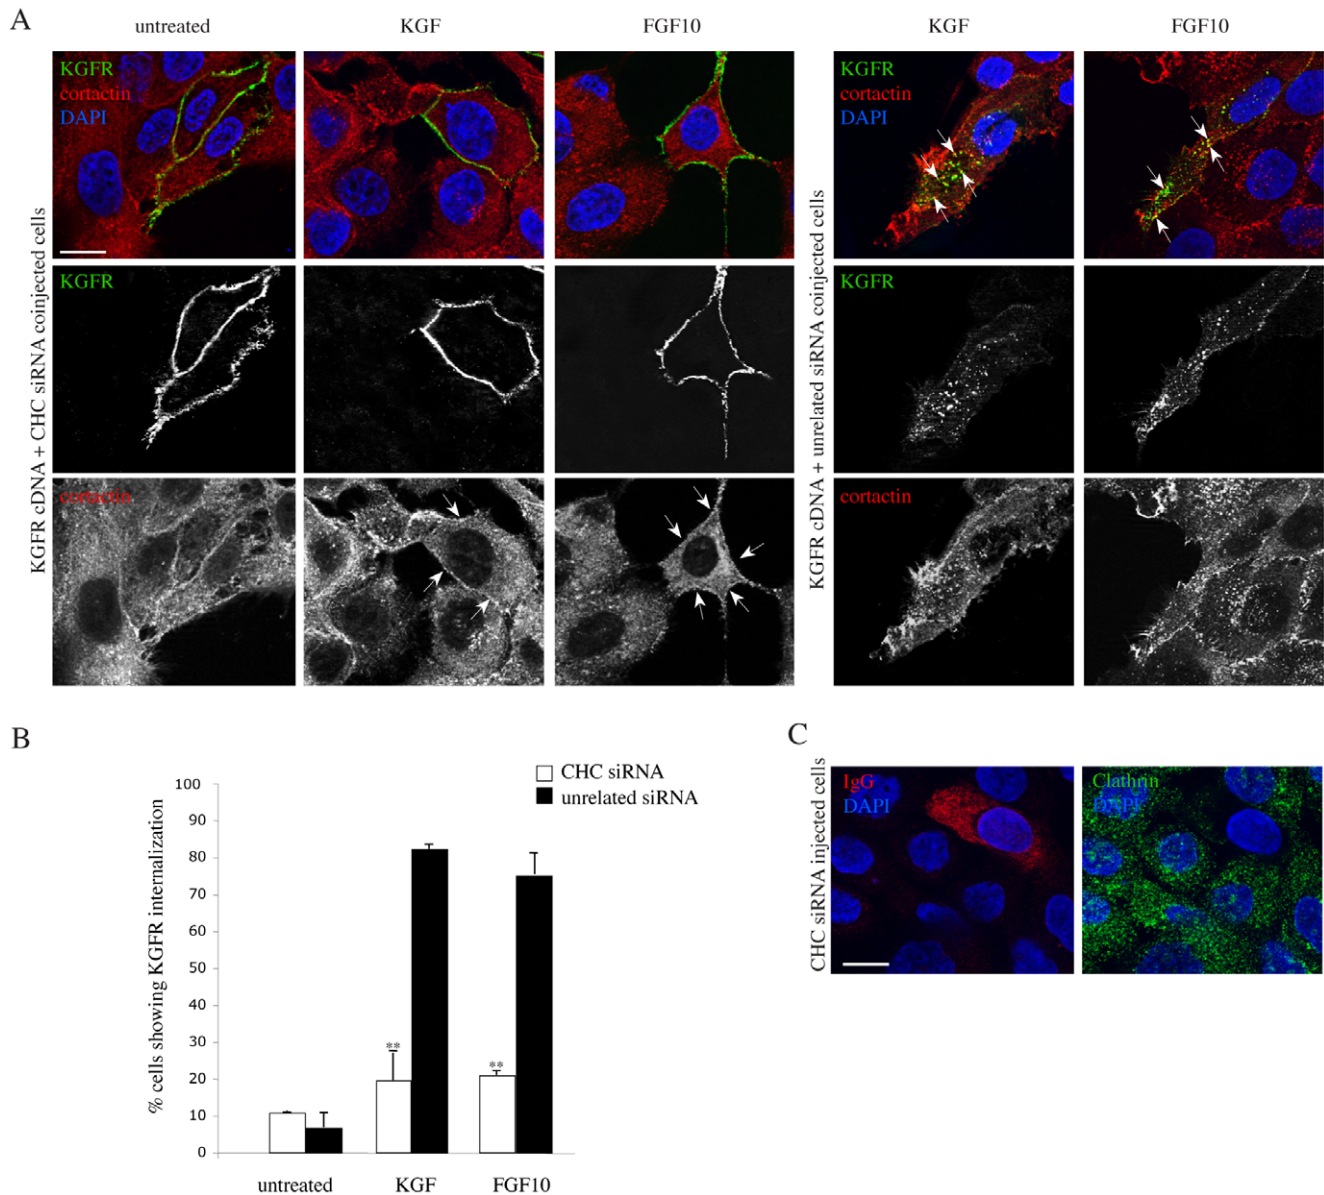 A
untreated
KGF
FGF10
KGF
FGF10
KGFR cDNA + CHC siRNA coinjected cells
KGFR
cortactin
DAPI
KGFR
cortactin
KGFR cDNA + unrelated siRNA coinjected cells
KGFR
cortactin
DAPI
KGFR
cortactin
DAPI
KGFR
KGFR
cortactin
cortactin
B
% cells showing KGFR internalization
100
90
80
70
60
50
40
30
20
10
0
CHC siRNA
unrelated siRNA
**
**
untreated
KGF
FGF10
C
CHC siRNA injected cells
IgG
DAPI
Clathrin
DAPI